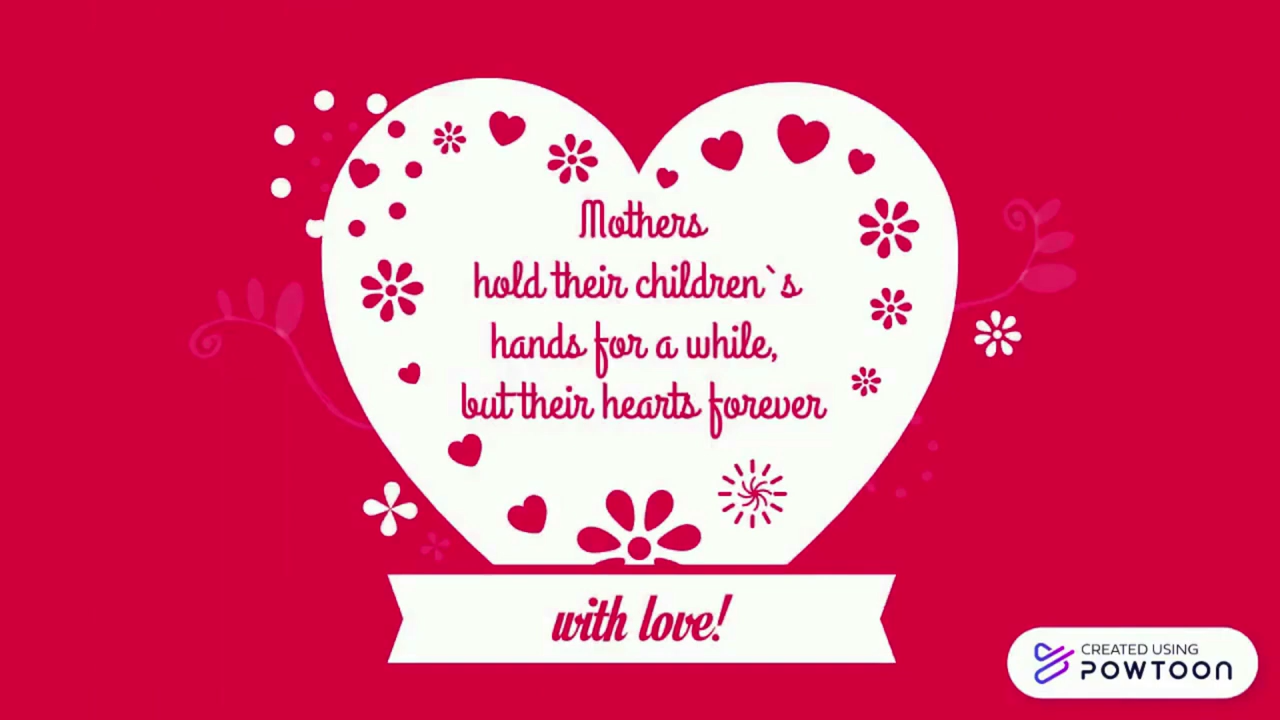 Mothers
hold their children`s
hands for a while,
but their hearts forever
with love!
CREATED USING
POWTOON